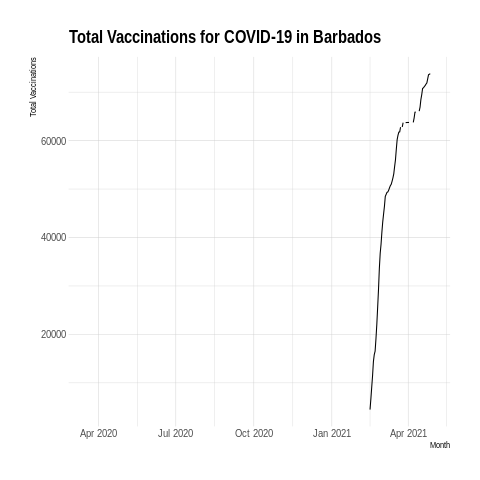 Total Vaccinations for COVID-19 in Barbados
Total Vaccinations
60000
40000
20000
Apr 2020 Jul 2020 Oct 2020 Jan 2021 Apr 2021
Month